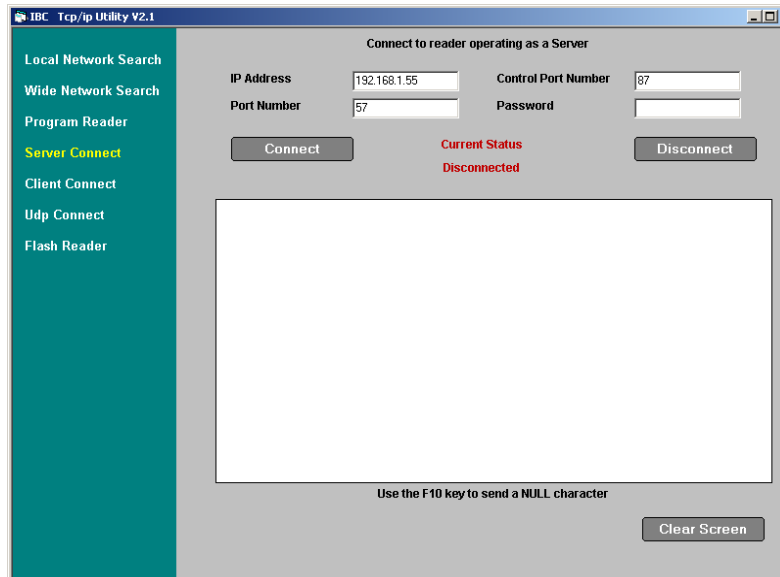 IBC Tcp/ip Utility V2.1
Local Network Search
Wide Network Search
Program Reader
Server Connect
Client Connect
Udp Connect
Flash Reader
Connect to reader operating as a Server
IP Address 192.168.1.55 Control Port Number 87
Port Number 57 Password
Connect Current Status Disconnect
Disconnected
Use the F10 key to send a NULL character
Clear Screen